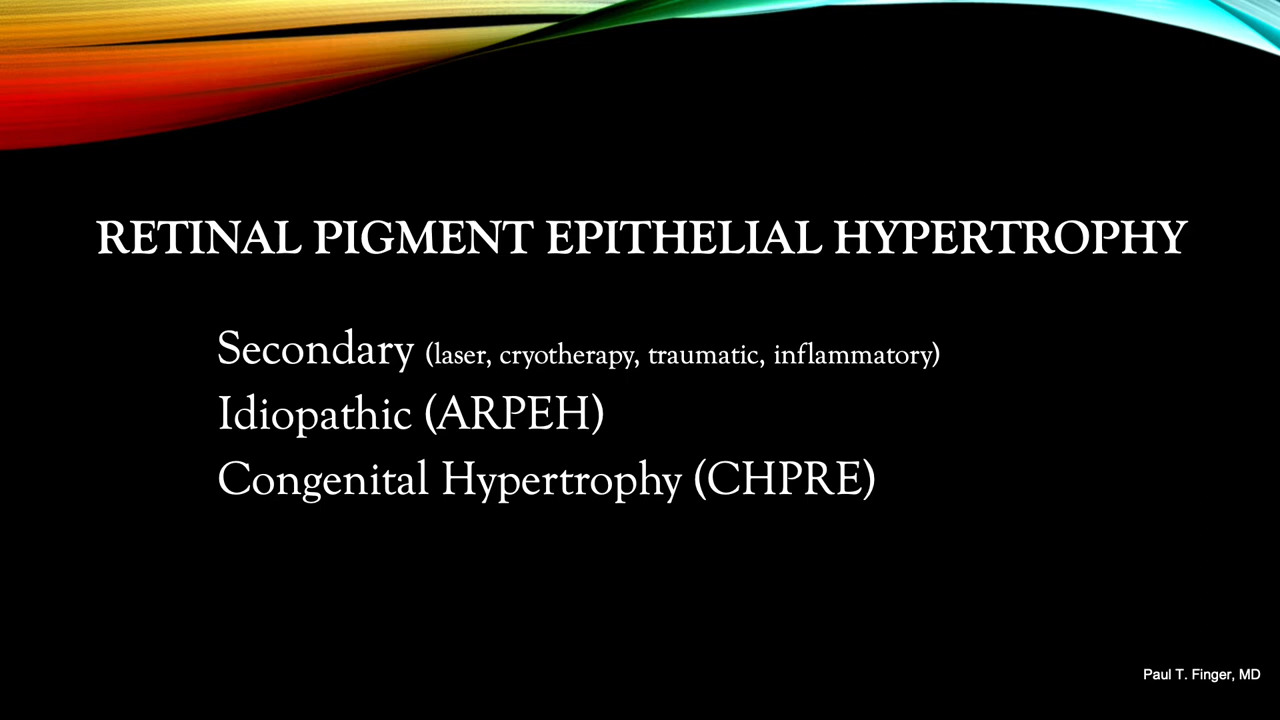 RETINAL PIGMENT EPITHELIAL HYPERTROPHY
Secondary (laser, cryotherapy, traumatic, inflammatory)
Idiopathic (ARPEH)
Congenital Hypertrophy (CHPRE)
Paul T. Finger, MD